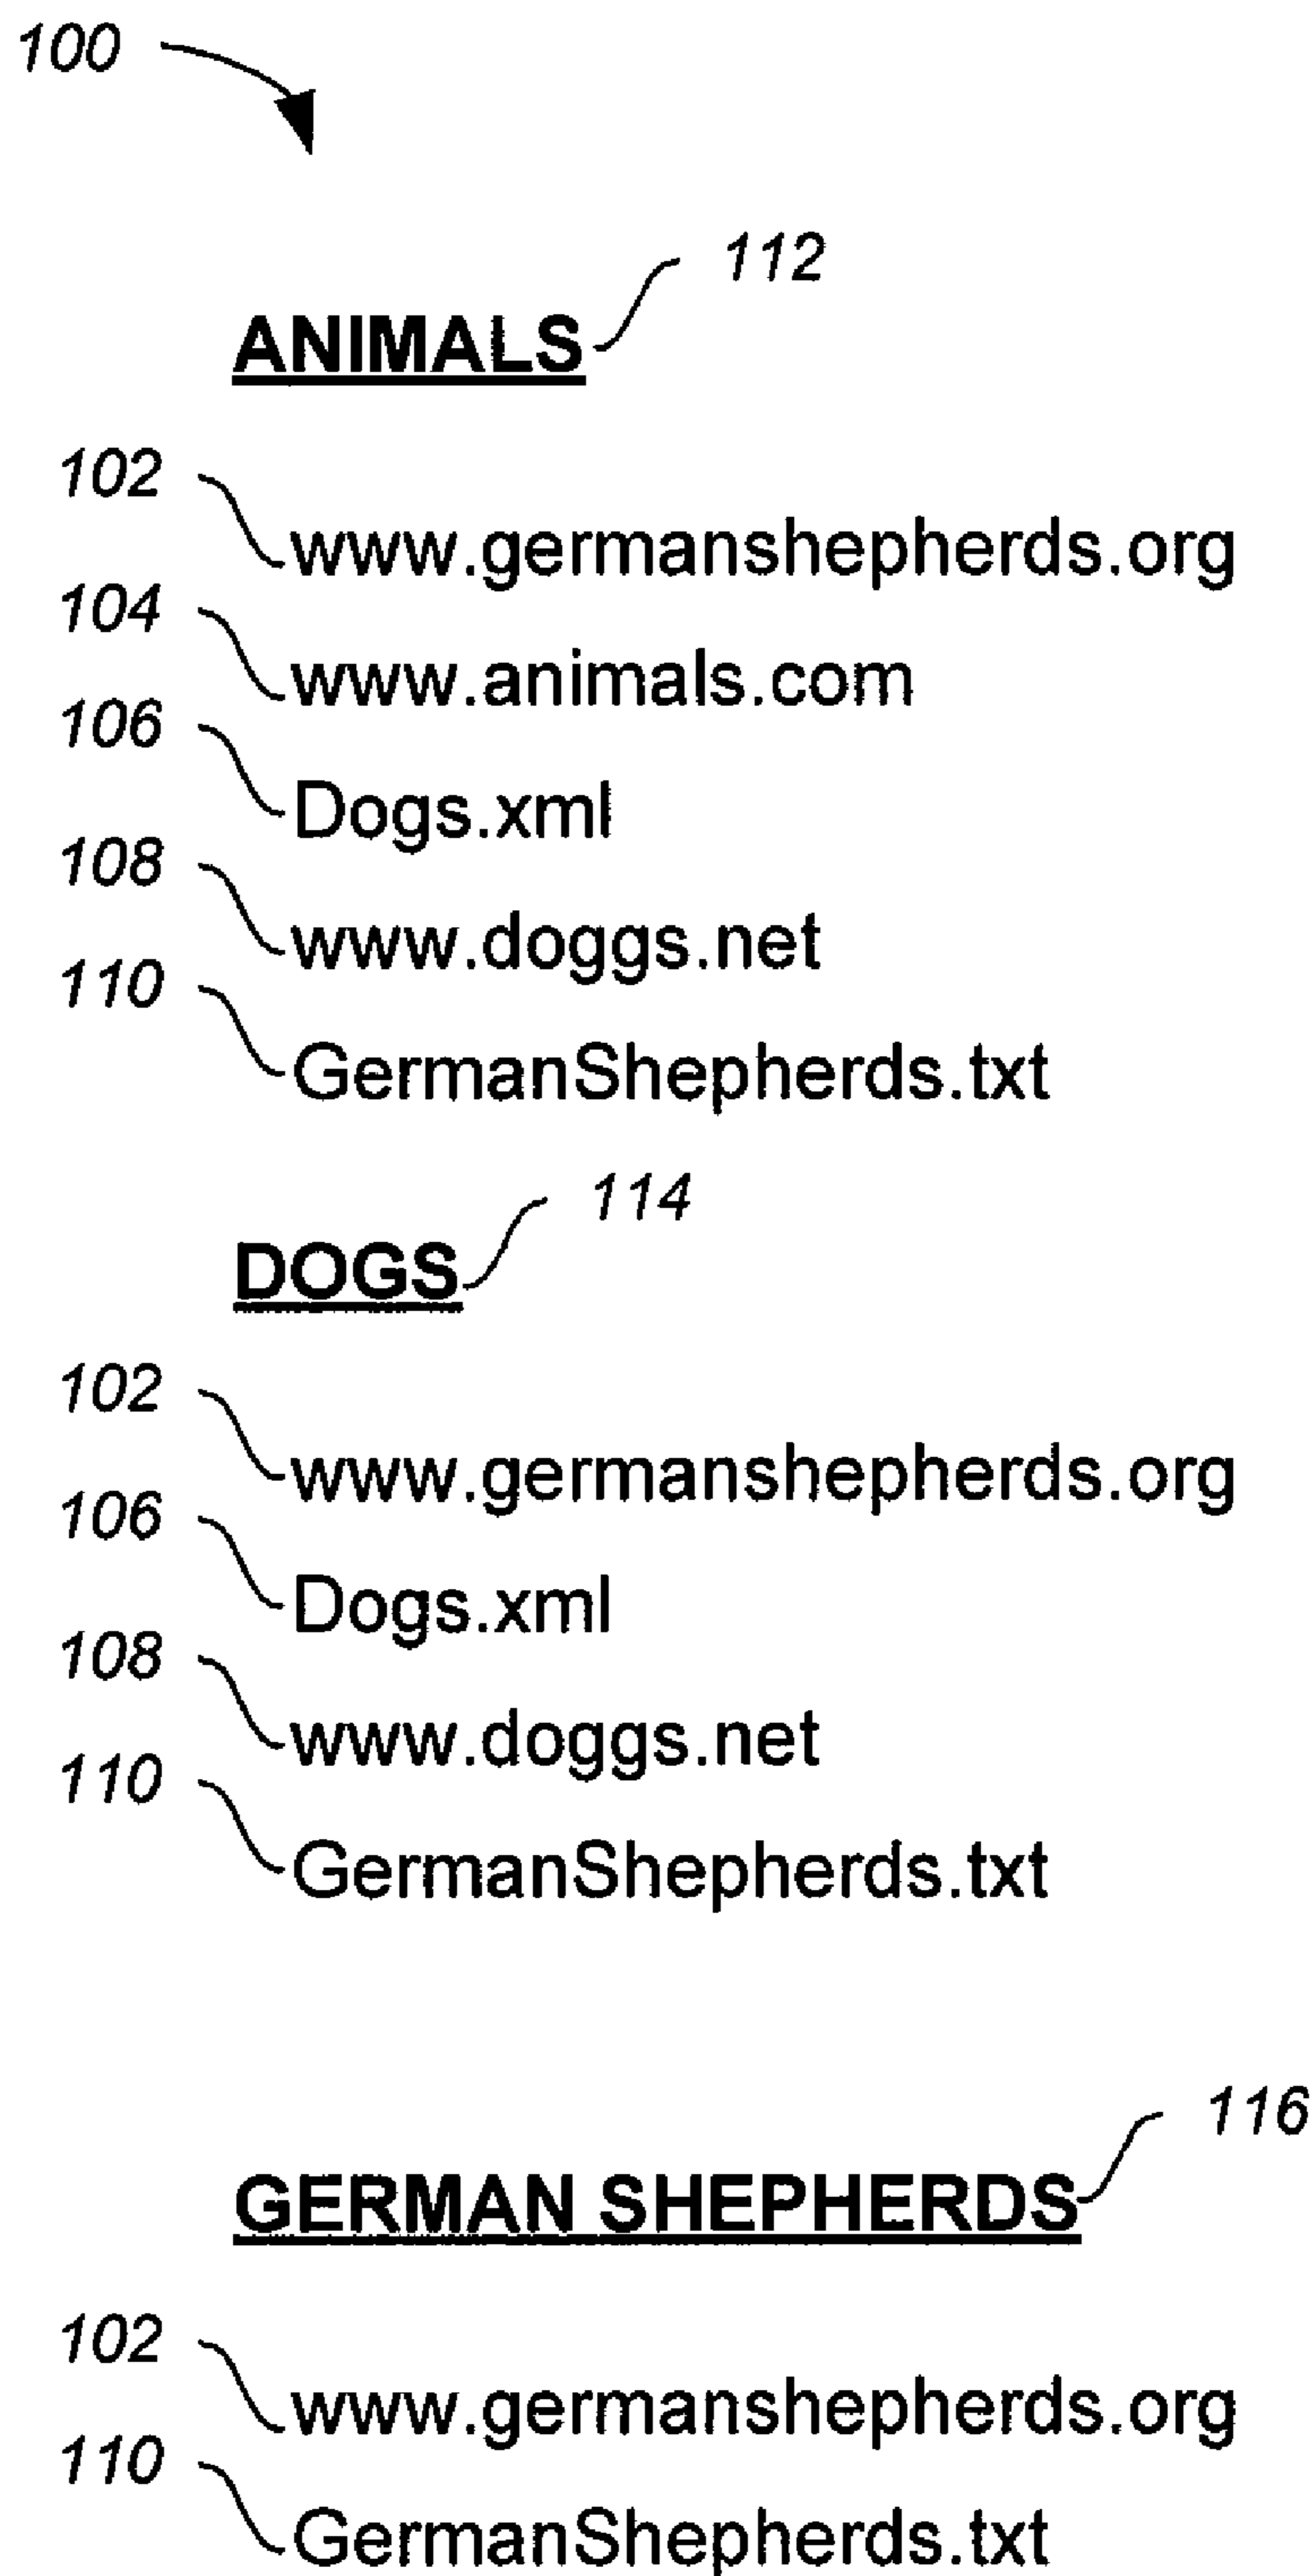 100
112
ANIMALS
102
www.germanshepherds.org
104
www.animals.com
106
Dogs.xml
108
www.doggs.net
110
GermanShepherds.txt
114
DOGS
102
www.germanshepherds.org
106
Dogs.xml
108
www.doggs.net
110
GermanShepherds.txt
116
GERMAN SHEPHERDS
102
www.germanshepherds.org
110
GermanShepherds.txt